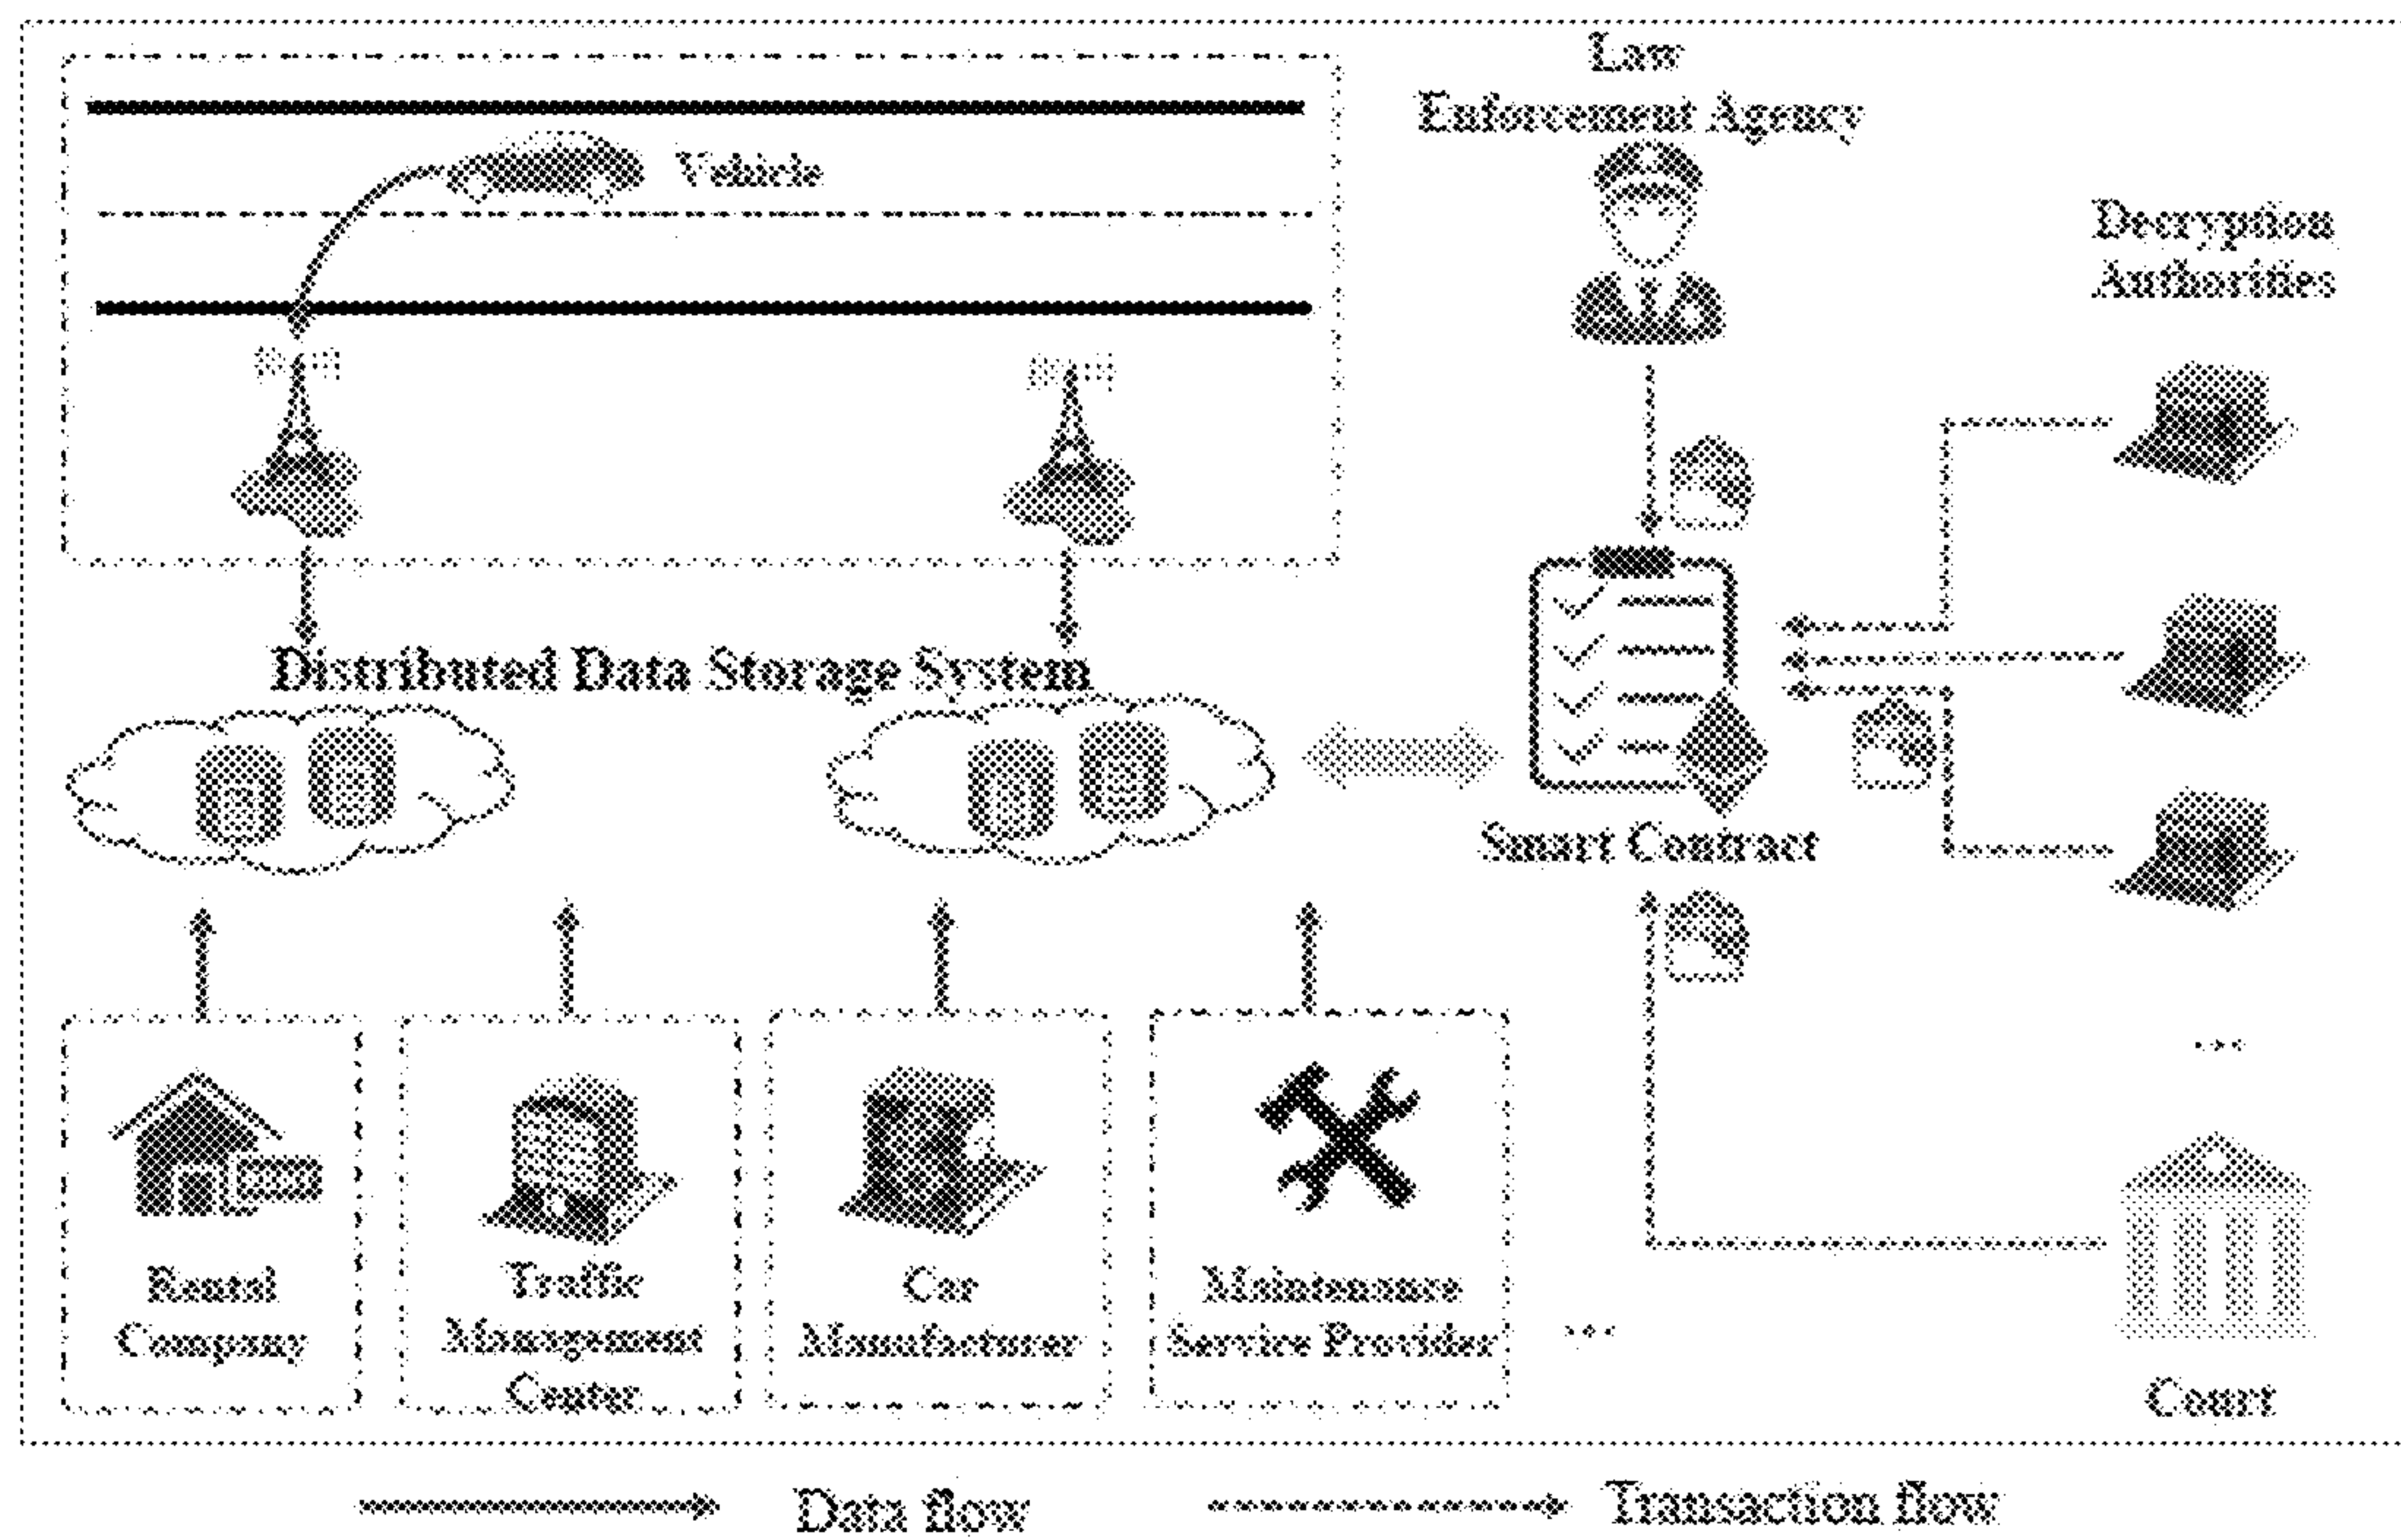 Law
Enforcement Agency
Vehicle
Decryption
Authorities
Distributed Data Storage System
Smart Contract
...
Rental
Company
Traffic
Management
Center
Car
Manufacturer
Maintenance
Service Provider
...
Court
Data flow
Transaction flow